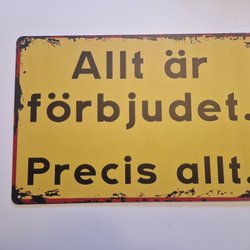 Allt är
förbjudet.
Precis allt.